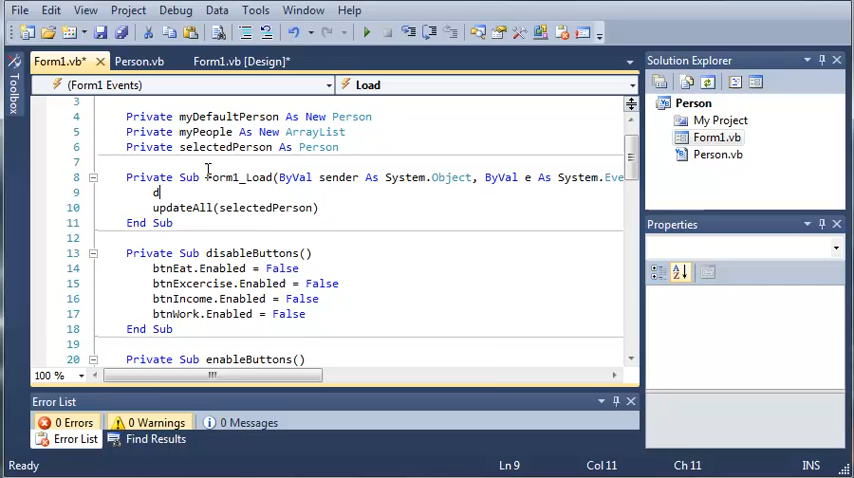 File Edit View Project Debug Data Tools Window Help
Form1.vb* Person.vb Form1.vb [Design]*
Solution Explorer
Toolbox
(Form1 Events) Load
3
4 Private myDefaultPerson As New Person
5 Private myPeople As New ArrayList
6 Private selectedPerson As Person
7
8 Private Sub Form1_Load(ByVal sender As System.Object, ByVal e As System.Eve
9 d
10 updateAll(selectedPerson)
11 End Sub
12
13 Private Sub disableButtons()
14 btnEat.Enabled = False
15 btnExcercise.Enabled = False
16 btnIncome.Enabled = False
17 btnWork.Enabled = False
18 End Sub
19
20 Private Sub enableButtons()
100 %
Person
My Project
Form1.vb
Person.vb
Properties
Error List
0 Errors 0 Warnings 0 Messages
Error List Find Results
Ready Ln 9 Col 11 Ch 11 INS